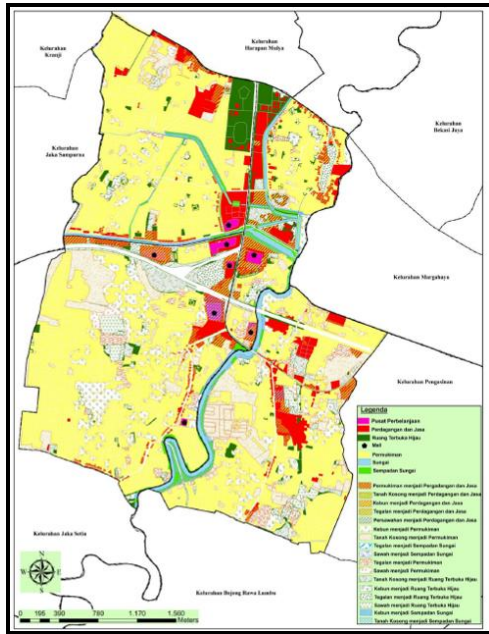 Kelurahan
Kranji
Kelurahan
Harapan Mulya
Kelurahan
Bekasi Jaya
Kelurahan
Jaka Sampurna
Kelurahan Margahayu
Kelurahan Pengasinan
Kelurahan Jaka Setia
Kelurahan Bojong Rawa Lumbu
N
W E
S
0 195 390 780 1.170 1.560
Meters
Legenda
Pusat Perbelanjaan
Perdagangan dan Jasa
Ruang Terbuka Hijau
Mall
Permukiman
Sungai
Sempadan Sungai
Permukiman menjadi Perdagangan dan Jasa
Tanah Kosong menjadi Perdagangan dan Jasa
Kebun menjadi Perdagangan dan Jasa
Tegalan menjadi Perdagangan dan Jasa
Persawahan menjadi Perdagangan dan Jasa
Kebun menjadi Permukiman
Tanah Kosong menjadi Permukiman
Tegalan menjadi Sempadan Sungai
Sawah menjadi Sempadan Sungai
Tegalan menjadi Permukiman
Sawah menjadi Permukiman
Tanah Kosong menjadi Ruang Terbuka Hijau
Kebun menjadi Ruang Terbuka Hijau
Tegalan menjadi Ruang Terbuka Hijau
Sawah menjadi Ruang Terbuka Hijau
Kebun menjadi Sempadan Sungai
Tanah Kosong menjadi Sempadan Sungai